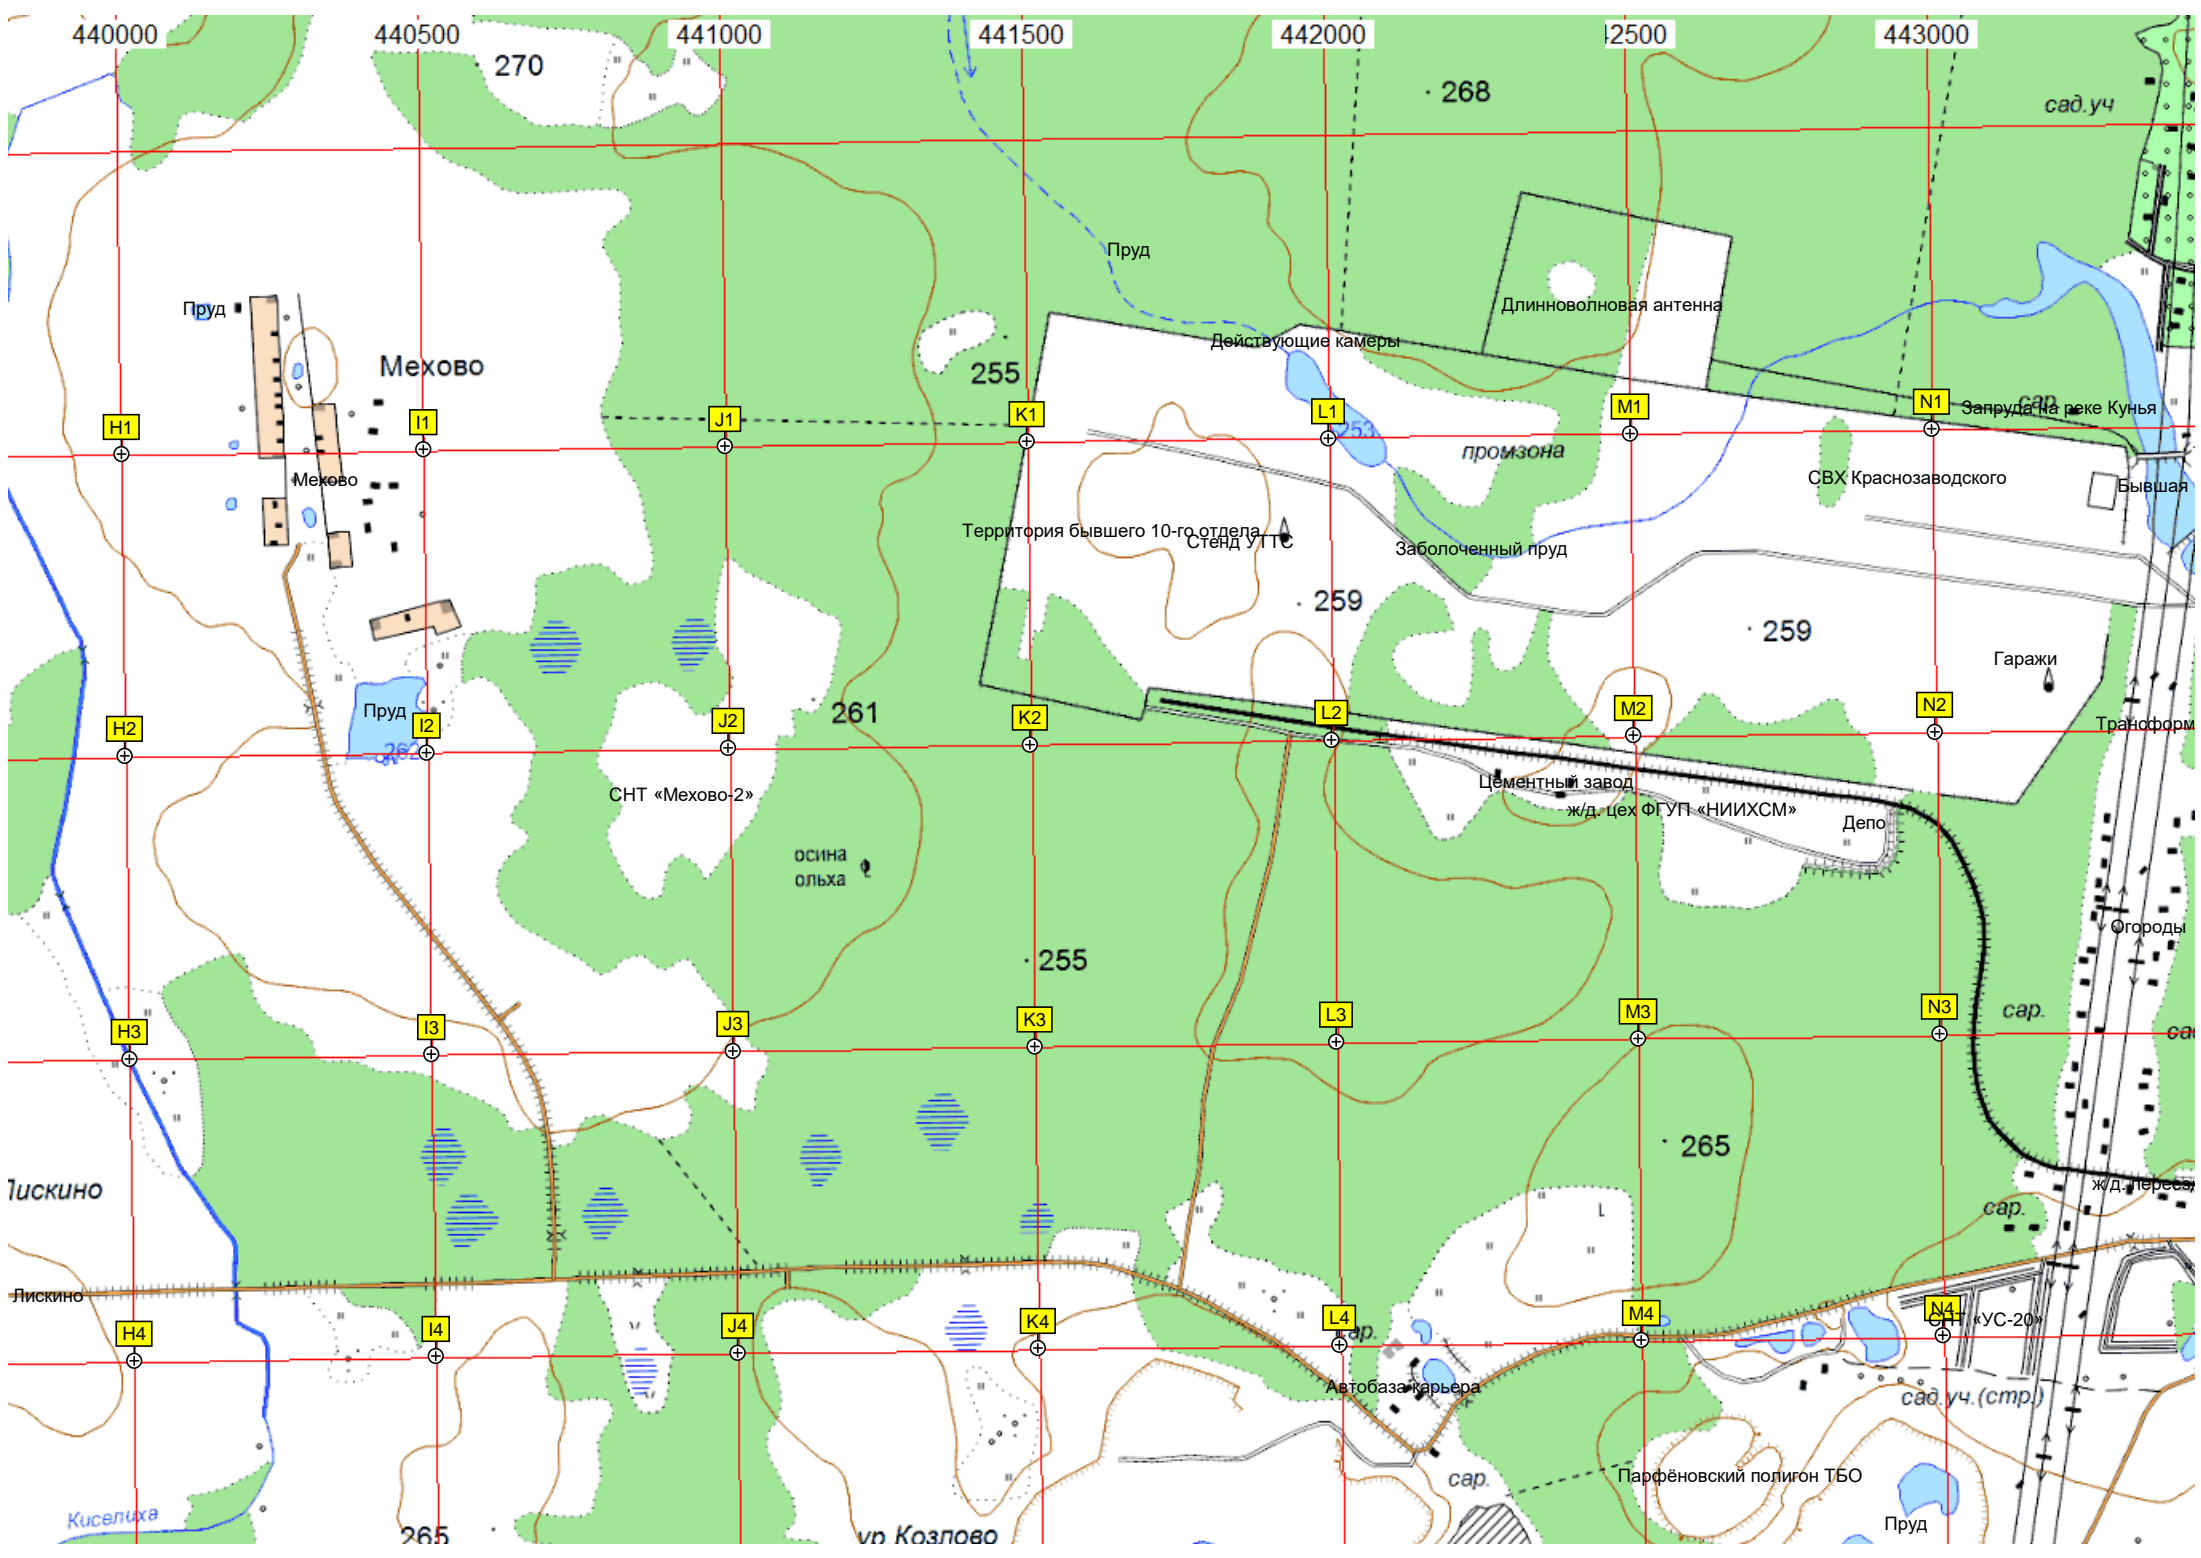 440000 440500 441000 441500 442000 42500 443000
270
268
сад.уч
Пруд
Пруд
Длинноволновая антенна
Действующие камеры
Мехово
255
H1 I1 J1 K1 L1 M1 N1
сар.
Запруда на реке Кунья
253
промзона
Мехово
СВХ Краснозаводского
Бывшая
Территория бывшего 10-го отдела
Стенд УТТС
Заболоченный пруд
259
259
Гаражи
Пруд
261
H2 I2 J2 K2 L2 M2 N2
Трансформ
262
СНТ «Мехово-2»
Цементный завод
ж/д. цех ФГУП «НИИХСМ»
Депо
осина
ольха
Огороды
255
H3 I3 J3 K3 L3 M3 N3
сар.
265
Лискино
ж/д. переезд
сар.
Лискино
H4 I4 J4 K4 L4 M4 N4
СНТ «УС-20»
ар.
Автобаза карьера
сад.уч.(стр.)
сар.
Парфёновский полигон ТБО
Киселиха
265
ур.Козлово
Пруд